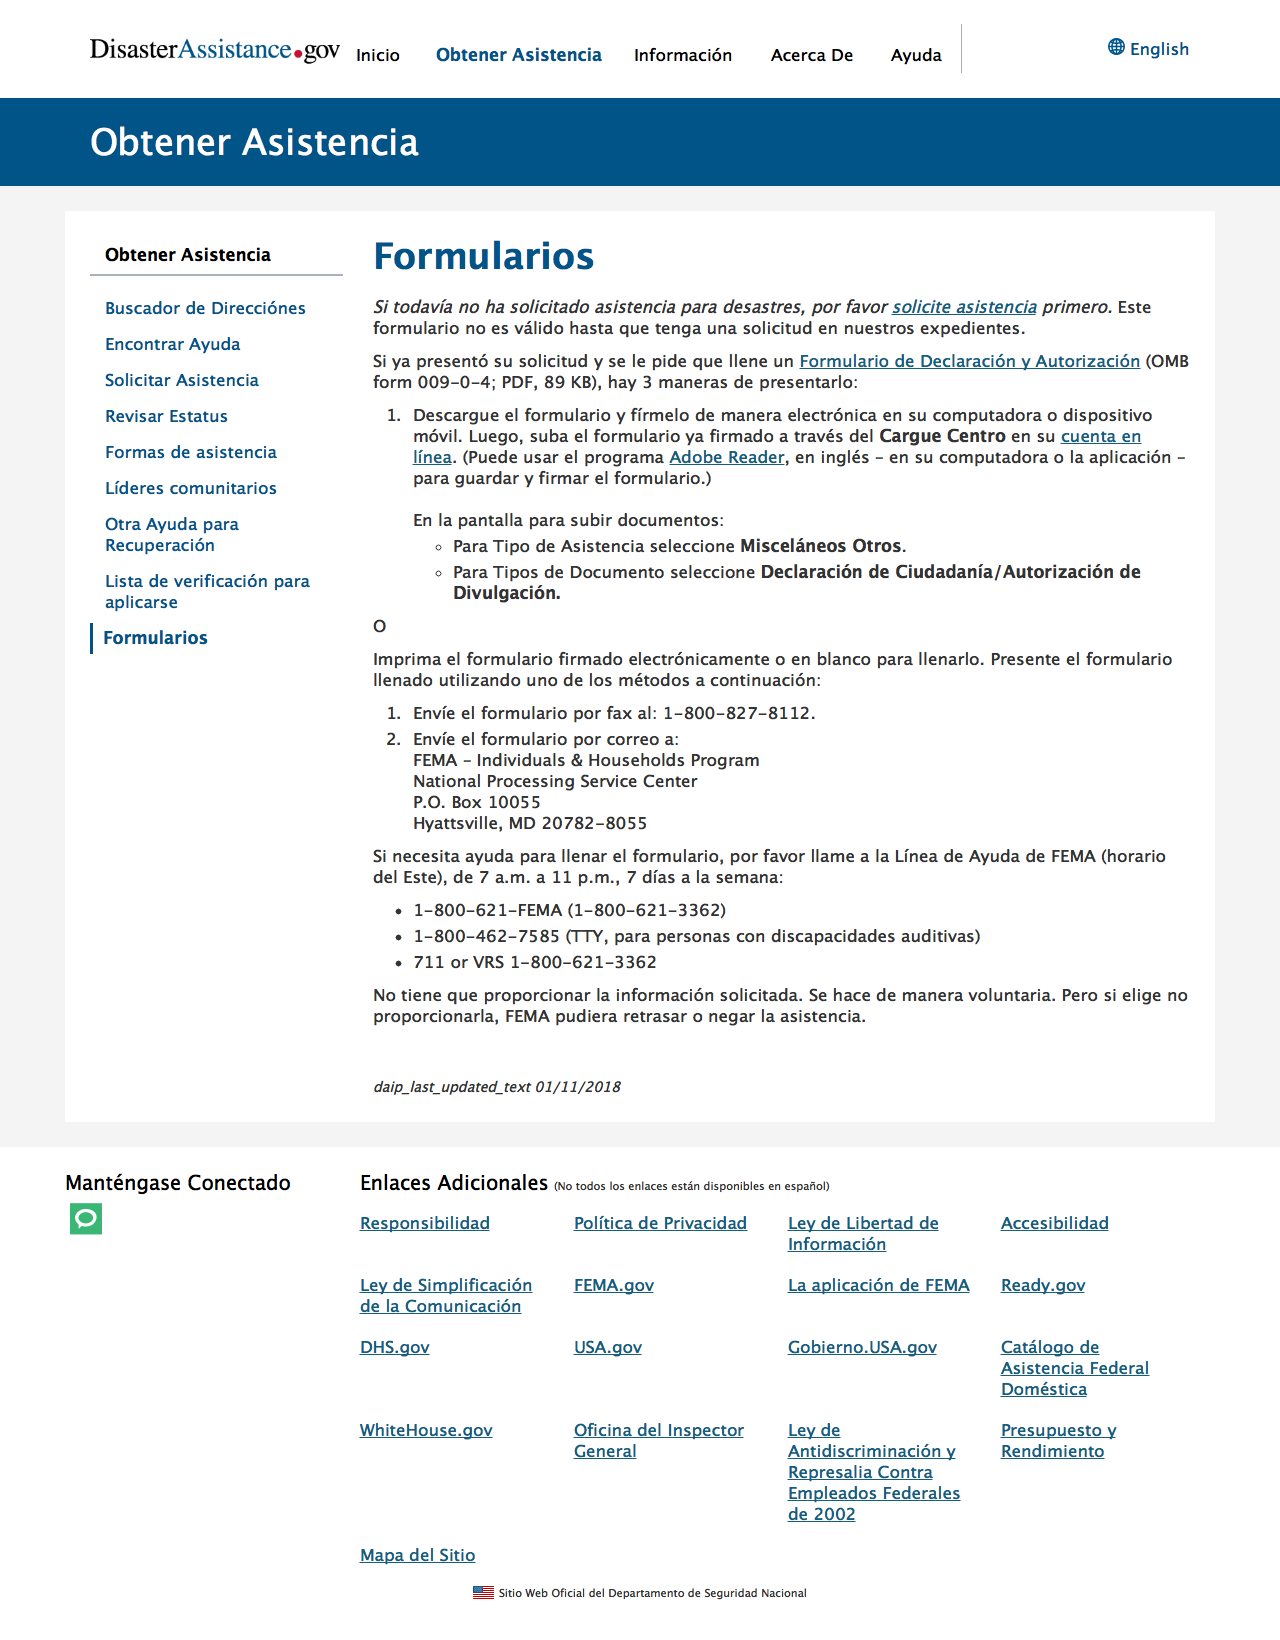 DisasterAssistance.gov
Inicio
Obtener Asistencia
Información
Acerca De
Ayuda
English
Obtener Asistencia
Obtener Asistencia
Buscador de Direcciónes
Encontrar Ayuda
Solicitar Asistencia
Revisar Estatus
Formas de asistencia
Líderes comunitarios
Otra Ayuda para
Recuperación
Lista de verificación para
aplicarse
Formularios
Formularios
Si todavía no ha solicitado asistencia para desastres, por favor solicite asistencia primero. Este
formulario no es válido hasta que tenga una solicitud en nuestros expedientes.
Si ya presentó su solicitud y se le pide que llene un Formulario de Declaración y Autorización (OMB
form 009-0-4; PDF, 89 KB), hay 3 maneras de presentarlo:
1. Descargue el formulario y fírmelo de manera electrónica en su computadora o dispositivo
móvil. Luego, suba el formulario ya firmado a través del Cargue Centro en su cuenta en
línea. (Puede usar el programa Adobe Reader, en inglés – en su computadora o la aplicación –
para guardar y firmar el formulario.)
En la pantalla para subir documentos:
◦ Para Tipo de Asistencia seleccione Misceláneos Otros.
◦ Para Tipos de Documento seleccione Declaración de Ciudadanía/Autorización de
Divulgación.
O
Imprima el formulario firmado electrónicamente o en blanco para llenarlo. Presente el formulario
llenado utilizando uno de los métodos a continuación:
1. Envíe el formulario por fax al: 1-800-827-8112.
2. Envíe el formulario por correo a:
FEMA – Individuals & Households Program
National Processing Service Center
P.O. Box 10055
Hyattsville, MD 20782-8055
Si necesita ayuda para llenar el formulario, por favor llame a la Línea de Ayuda de FEMA (horario
del Este), de 7 a.m. a 11 p.m., 7 días a la semana:
• 1-800-621-FEMA (1-800-621-3362)
• 1-800-462-7585 (TTY, para personas con discapacidades auditivas)
• 711 or VRS 1-800-621-3362
No tiene que proporcionar la información solicitada. Se hace de manera voluntaria. Pero si elige no
proporcionarla, FEMA pudiera retrasar o negar la asistencia.
daip_last_updated_text 01/11/2018
Manténgase Conectado
Enlaces Adicionales (No todos los enlaces están disponibles en español)
Responsibilidad
Política de Privacidad
Ley de Libertad de
Información
Accesibilidad
Ley de Simplificación
de la Comunicación
FEMA.gov
La aplicación de FEMA
Ready.gov
DHS.gov
USA.gov
Gobierno.USA.gov
Catálogo de
Asistencia Federal
Doméstica
WhiteHouse.gov
Oficina del Inspector
General
Ley de
Antidiscriminación y
Represalia Contra
Empleados Federales
de 2002
Presupuesto y
Rendimiento
Mapa del Sitio
Sitio Web Oficial del Departamento de Seguridad Nacional